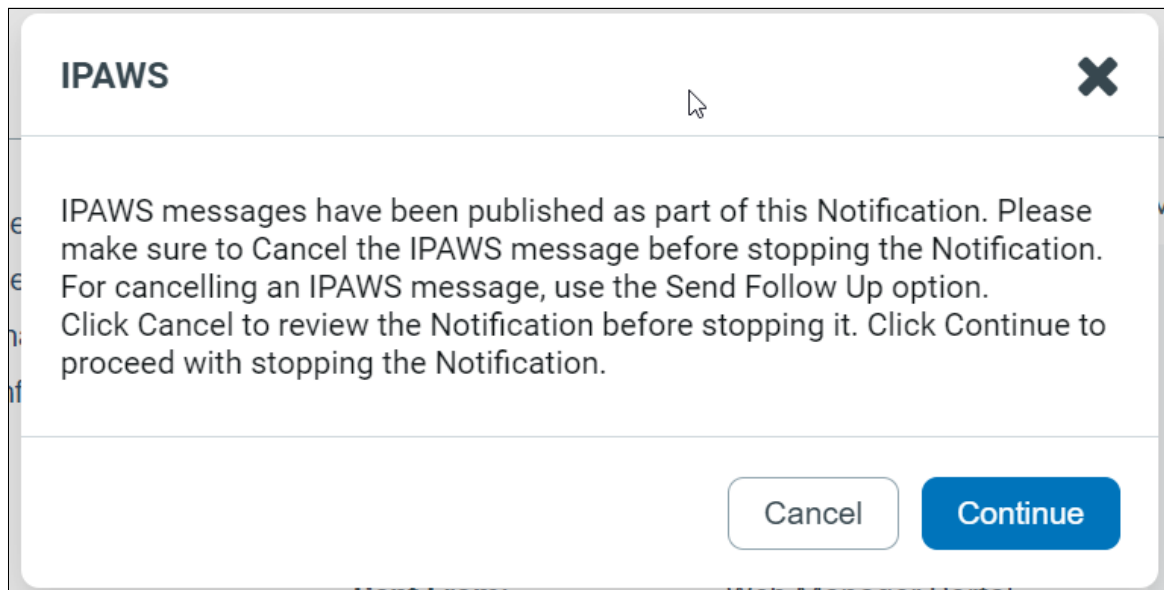 IPAWS
IPAWS messages have been published as part of this Notification. Please
make sure to Cancel the IPAWS message before stopping the Notification.
For cancelling an IPAWS message, use the Send Follow Up option.
Click Cancel to review the Notification before stopping it. Click Continue to
proceed with stopping the Notification.
Cancel
Continue